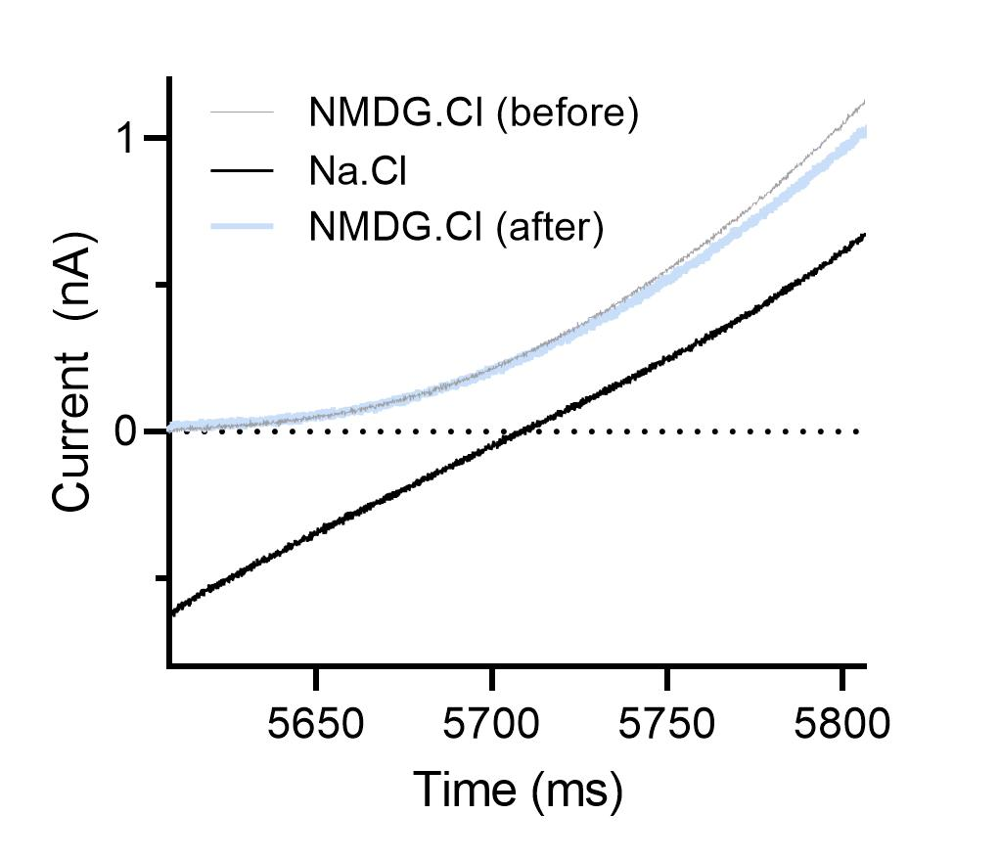 NMDG.Cl (before)
Na.Cl
NMDG.Cl (after)
1
0
Current (nA)
5650 5700 5750 5800
Time (ms)